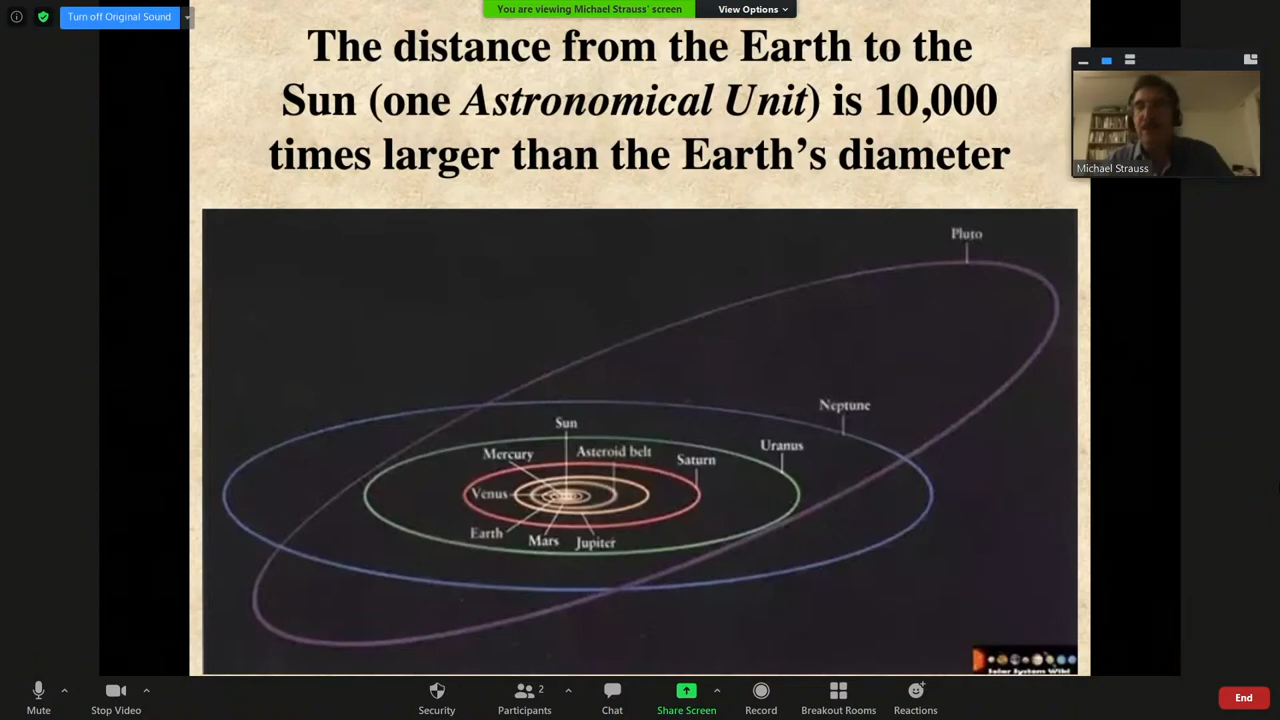 Turn off Original Sound
You are viewing Michael Strauss' screen
View Options
The distance from the Earth to the
Sun (one Astronomical Unit) is 10,000
times larger than the Earth's diameter
Michael Strauss
Pluto
Neptune
Sun
Uranus
Mercury
Asteroid belt
Saturn
Venus
Earth
Mars
Jupiter
Solar System Wiki
Mute
Stop Video
Security
2
Participants
Chat
Share Screen
Record
Breakout Rooms
Reactions
End